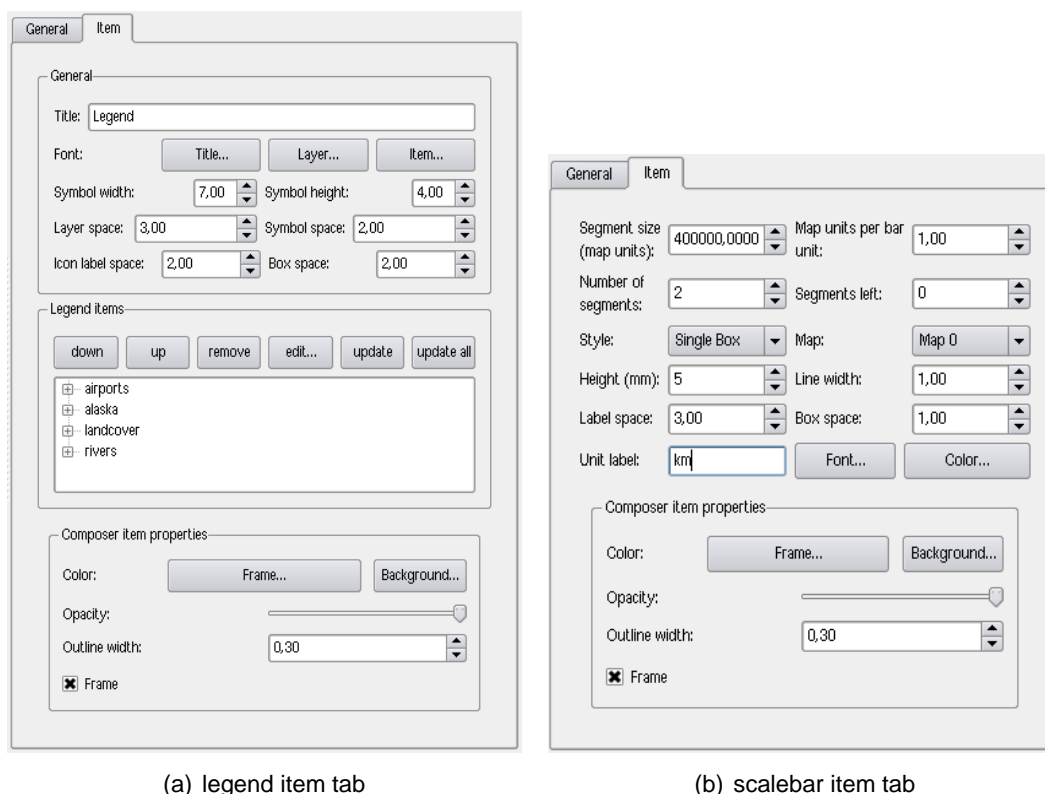 General Item
General
Title: Legend
Font: Title... Layer... Item...
Symbol width: 7,00 Symbol height: 4,00
Layer space: 3,00 Symbol space: 2,00
Icon label space: 2,00 Box space: 2,00
Legend items
down up remove edit... update update all
airports
alaska
landcover
rivers
Composer item properties
Color: Frame... Background...
Opacity:
Outline width: 0,30
Frame
(a) legend item tab
General Item
Segment size (map units): 400000,0000 Map units per bar unit: 1,00
Number of segments: 2 Segments left: 0
Style: Single Box Map: Map 0
Height (mm): 5 Line width: 1,00
Label space: 3,00 Box space: 1,00
Unit label: km Font... Color...
Composer item properties
Color: Frame... Background...
Opacity:
Outline width: 0,30
Frame
(b) scalebar item tab